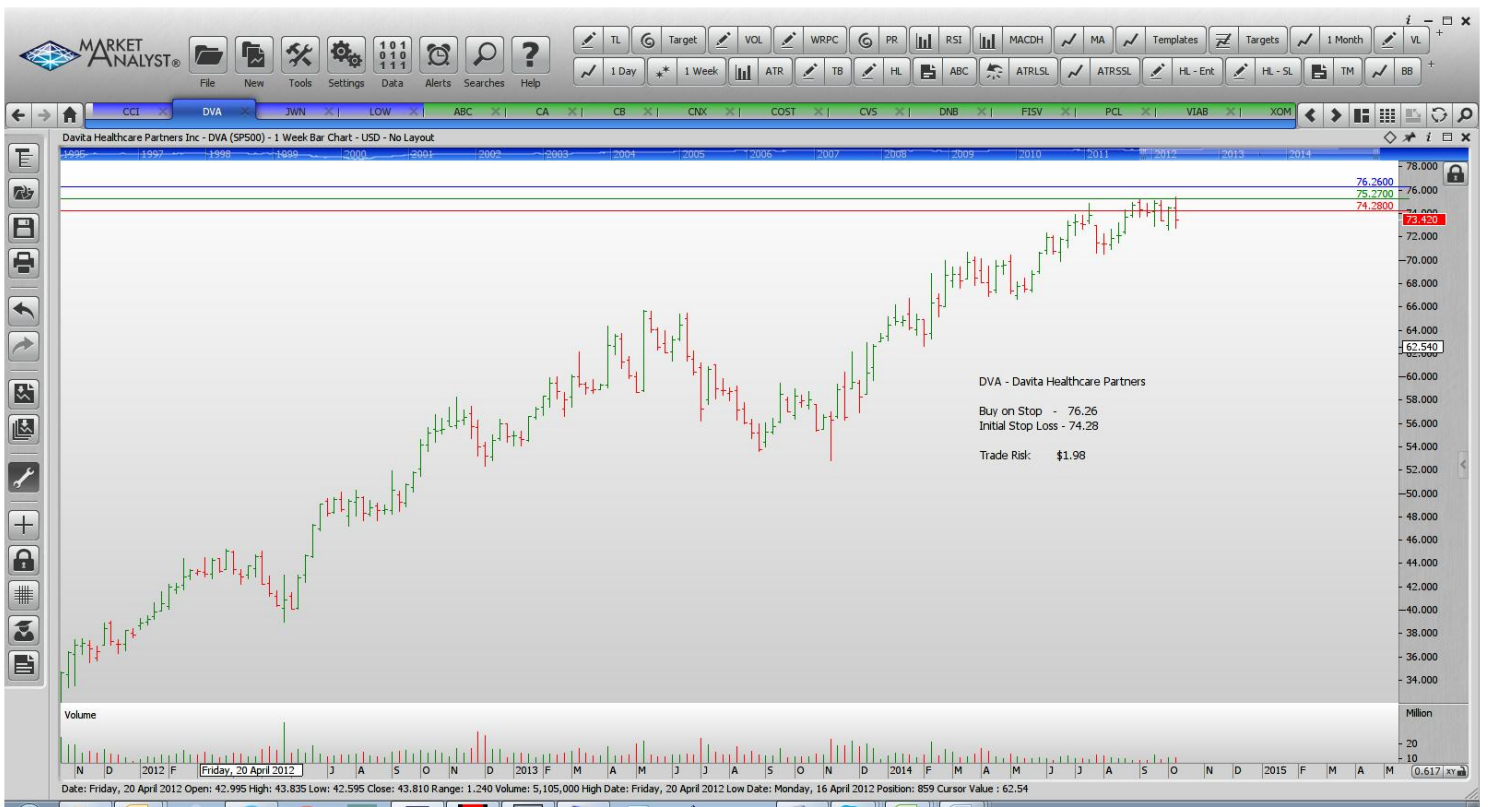 i
MARKET ANALYST®
File New Tools Settings Data Alerts Searches Help
TL Target VOL WRPC PR RSI MACDH MA Templates Targets 1 Month VL +
1 Day 1 Week ATR TB HL ABC ATRLSL ATRSSL HL - Ent HL - SL TM BB +
CCI DVA JWN LOW ABC CA CB CNX COST CVS DNB FISV PCL VIAB XOM
Davita Healthcare Partners Inc - DVA (SP500) - 1 Week Bar Chart - USD - No Layout
1995 1997 1998 1999 2000 2001 2002 2003 2004 2005 2006 2007 2008 2009 2010 2011 2012 2013 2014
78.000
76.2600
76.000
75.2700
74.2800
74.000
73.420
72.000
70.000
68.000
66.000
64.000
62.540
62.000
60.000
58.000
56.000
54.000
52.000
50.000
48.000
46.000
44.000
42.000
40.000
38.000
36.000
34.000
DVA - Davita Healthcare Partners
Buy on Stop - 76.26
Initial Stop Loss - 74.28
Trade Risk: $1.98
Volume
Million
20
10
N D 2012 F Friday, 20 April 2012 J A S O N D 2013 F M A M J J A S O N D 2014 F M A M J J A S O N D 2015 F M A M 0.617 XY
Date: Friday, 20 April 2012 Open: 42.995 High: 43.835 Low: 42.595 Close: 43.810 Range: 1.240 Volume: 5,105,000 High Date: Friday, 20 April 2012 Low Date: Monday, 16 April 2012 Position: 859 Cursor Value : 62.54